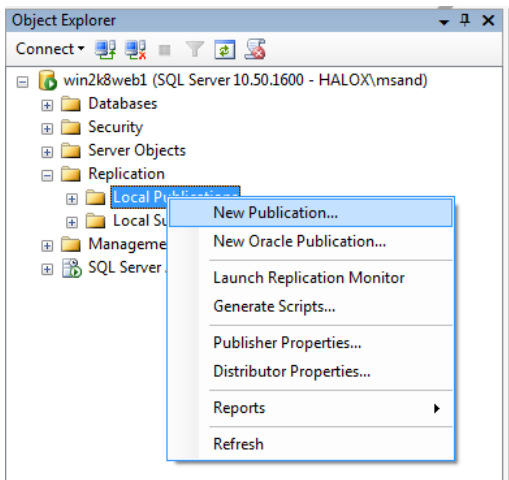 Object Explorer
Connect
win2k8web1 (SQL Server 10.50.1600 - HALOX\msand)
Databases
Security
Server Objects
Replication
Local Publications
Local Su
Manageme
SQL Server
New Publication...
New Oracle Publication...
Launch Replication Monitor
Generate Scripts...
Publisher Properties...
Distributor Properties...
Reports
Refresh